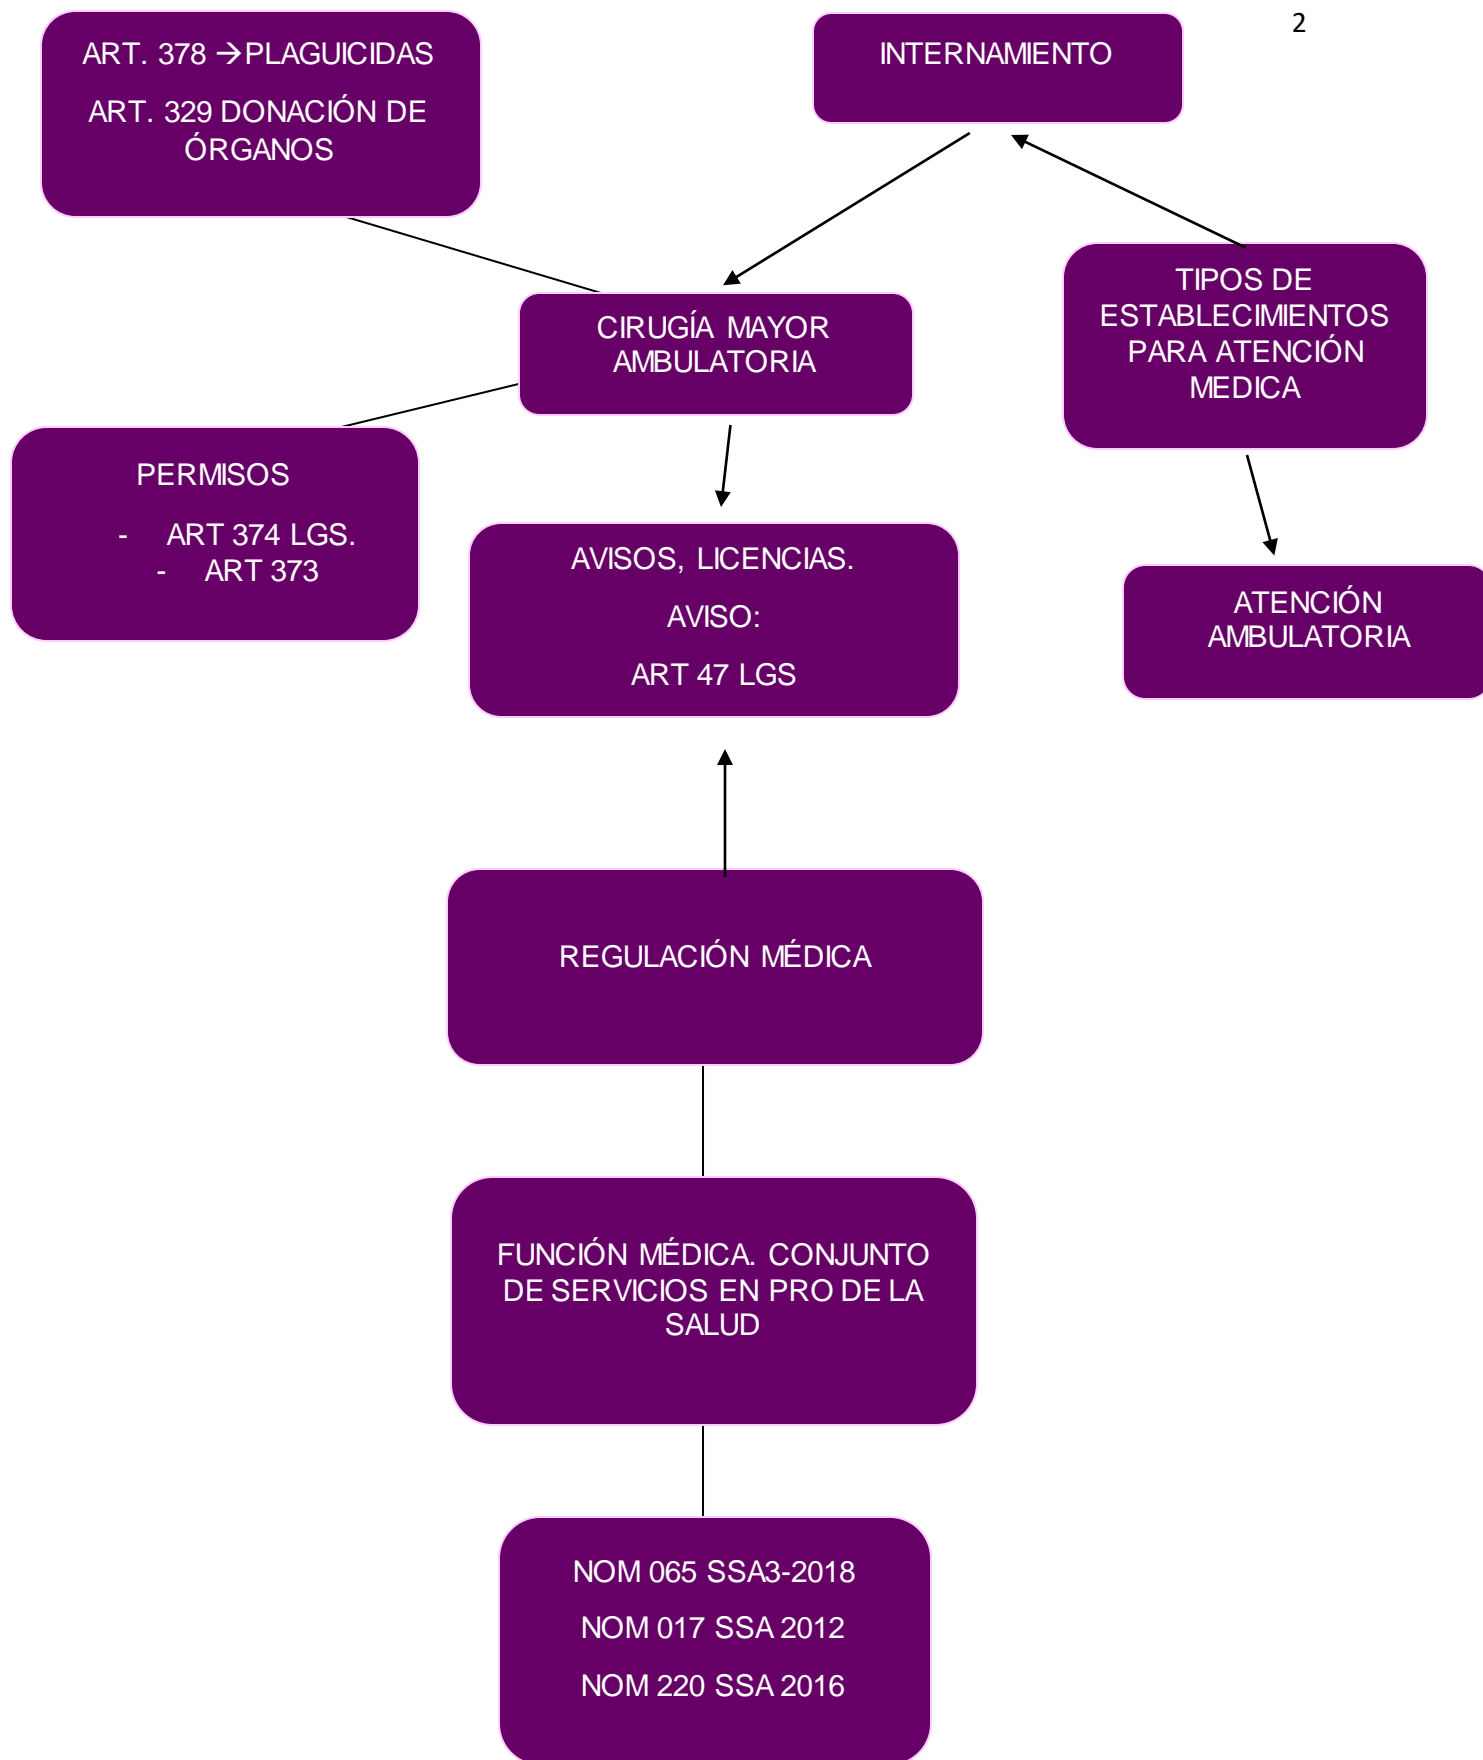 2
ART. 378 →PLAGUICIDAS
ART. 329 DONACIÓN DE
ÓRGANOS
INTERNAMIENTO
TIPOS DE
ESTABLECIMIENTOS
PARA ATENCIÓN
MEDICA
CIRUGÍA MAYOR
AMBULATORIA
PERMISOS
- ART 374 LGS.
- ART 373
AVISOS, LICENCIAS.
AVISO:
ART 47 LGS
ATENCIÓN
AMBULATORIA
REGULACIÓN MÉDICA
FUNCIÓN MÉDICA. CONJUNTO
DE SERVICIOS EN PRO DE LA
SALUD
NOM 065 SSA3-2018
NOM 017 SSA 2012
NOM 220 SSA 2016